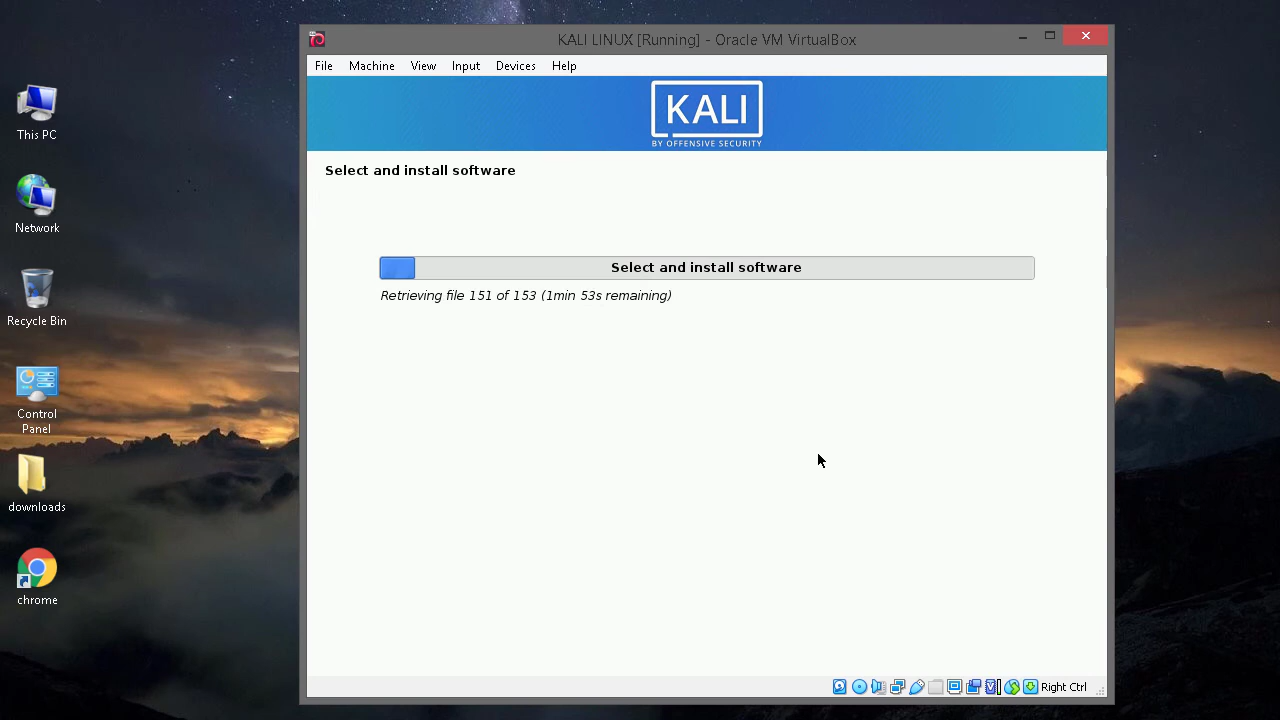 KALI LINUX [Running] - Oracle VM VirtualBox
File Machine View Input Devices Help
KALI
BY OFFENSIVE SECURITY
Select and install software
Select and install software
Retrieving file 151 of 153 (1min 53s remaining)
This PC
Network
Recycle Bin
Control
Panel
downloads
chrome
Right Ctrl